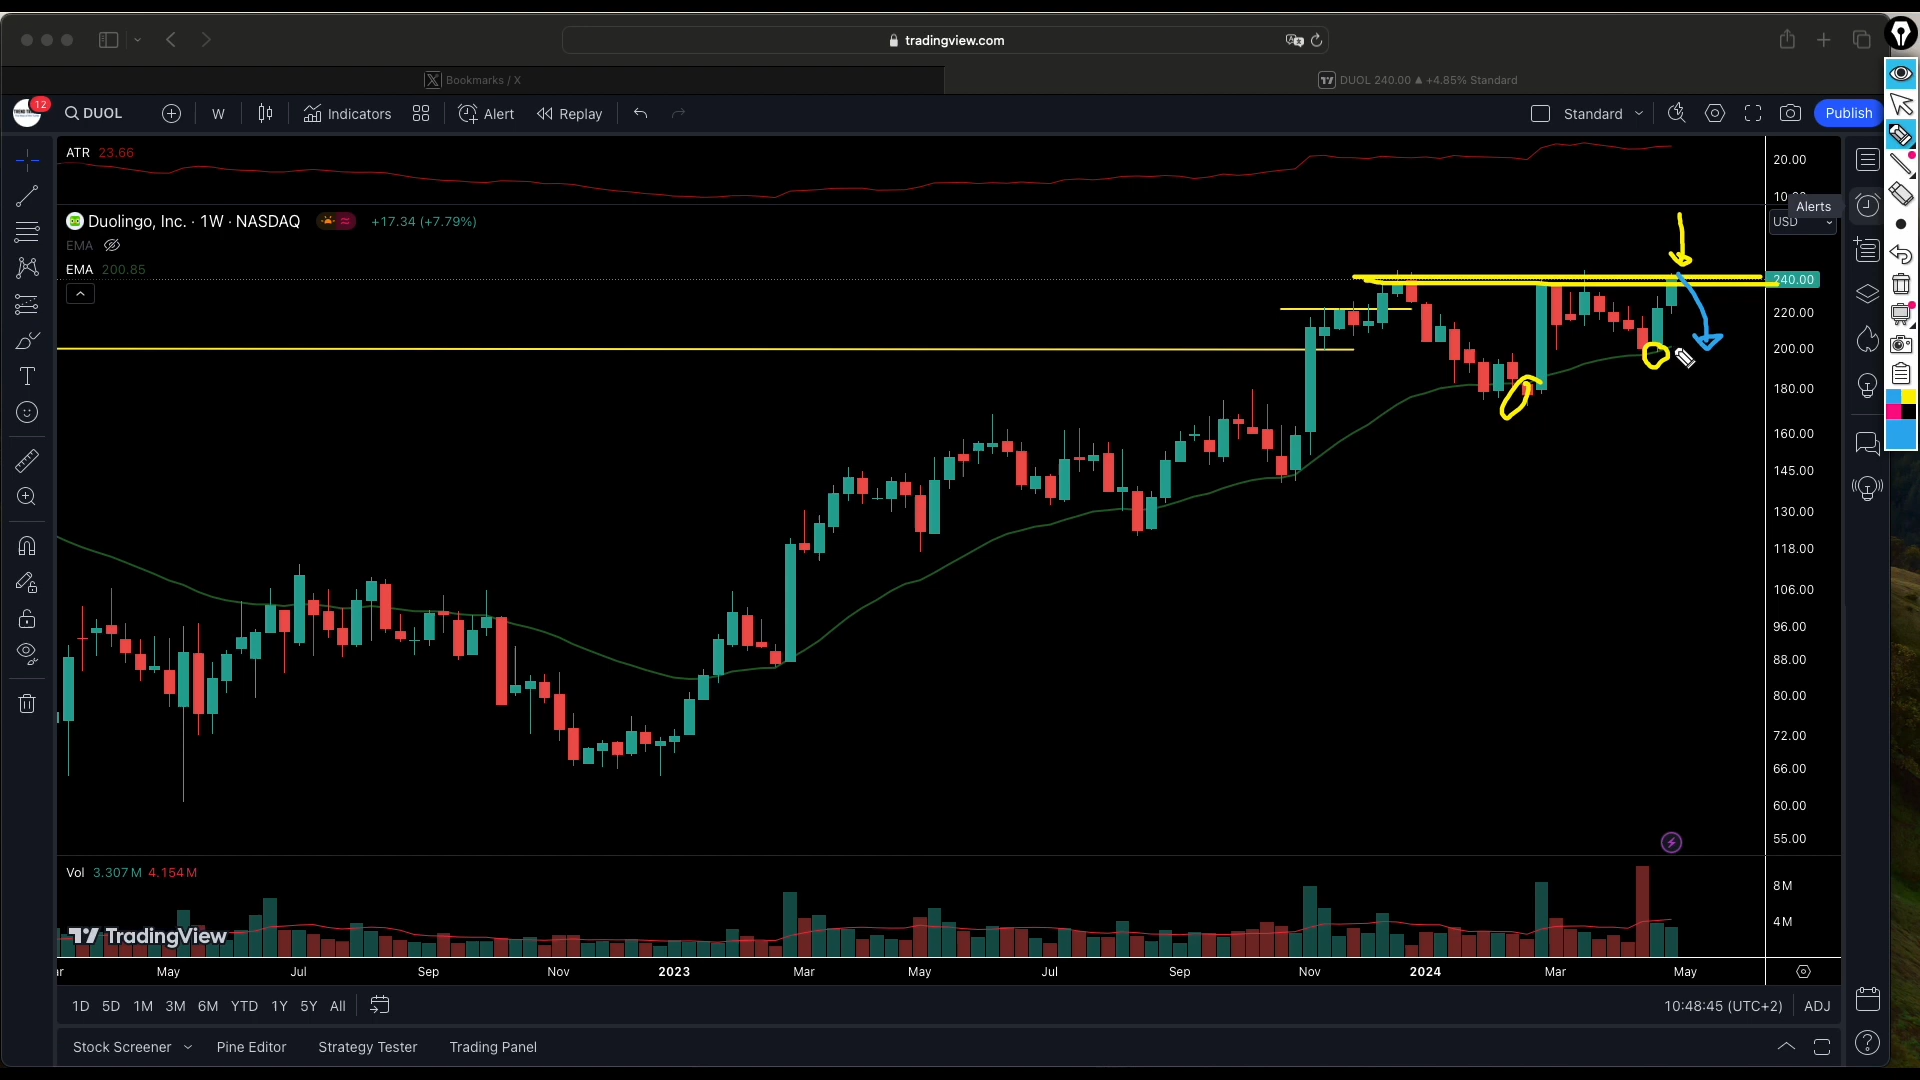 tradingview.com
Bookmarks / X
DUOL 240.00 ▲ +4.85% Standard
12
DUOL
W
Indicators
Alert
Replay
Standard
Publish
ATR 23.66
20.00
Duolingo, Inc. · 1W · NASDAQ
+17.34 (+7.79%)
Alerts
USD
EMA
EMA 200.85
240.00
220.00
200.00
180.00
160.00
145.00
130.00
118.00
106.00
96.00
88.00
80.00
72.00
66.00
60.00
55.00
Vol 3.307M 4.154M
8M
4M
TradingView
May Jul Sep Nov 2023 Mar May Jul Sep Nov 2024 Mar May
1D 5D 1M 3M 6M YTD 1Y 5Y All
10:48:45 (UTC+2) ADJ
Stock Screener Pine Editor Strategy Tester Trading Panel